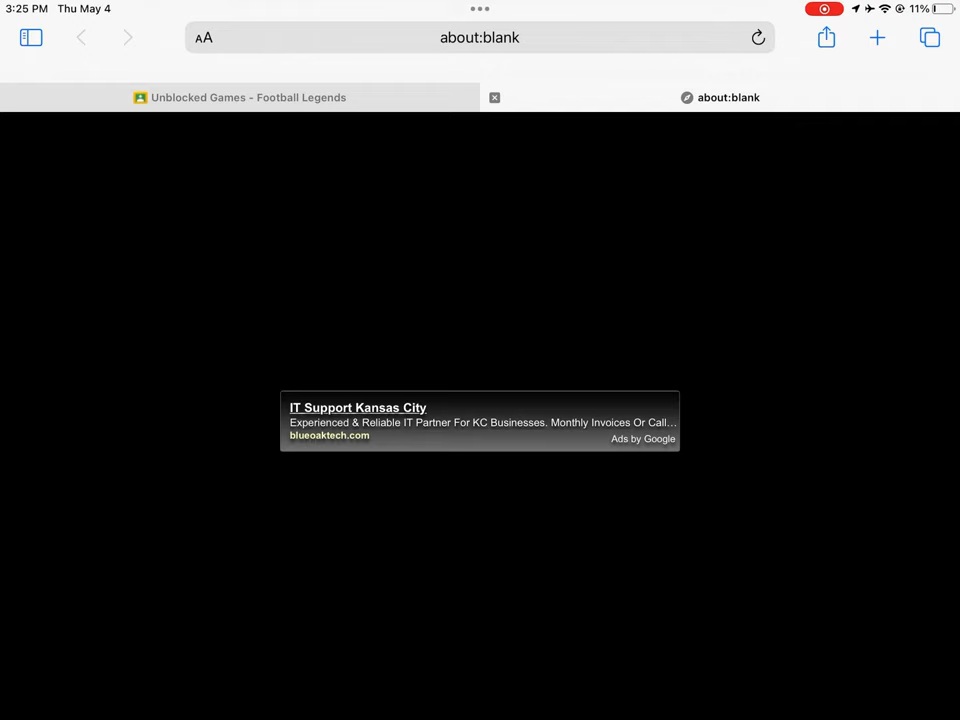 3:25 PM Thu May 4
11%
AA
about:blank
Unblocked Games - Football Legends
about:blank
IT Support Kansas City
Experienced & Reliable IT Partner For KC Businesses. Monthly Invoices Or Call...
blueoaktech.com
Ads by Google